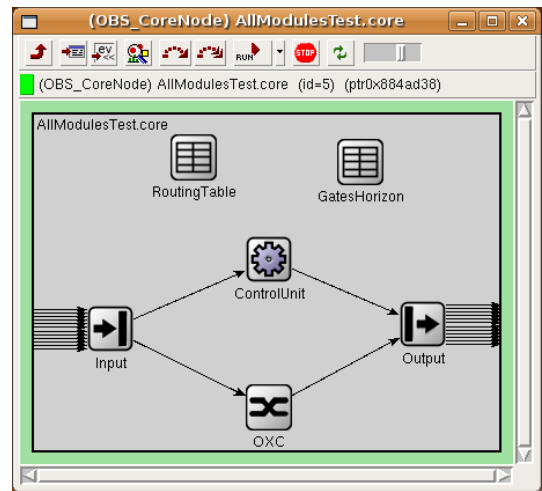 (OBS_CoreNode) AllModulesTest.core
ev
RUN
STOP
(OBS_CoreNode) AllModulesTest.core (id=5) (ptr0x884ad38)
AllModulesTest.core
RoutingTable
GatesHorizon
ControlUnit
Input
Output
OXC